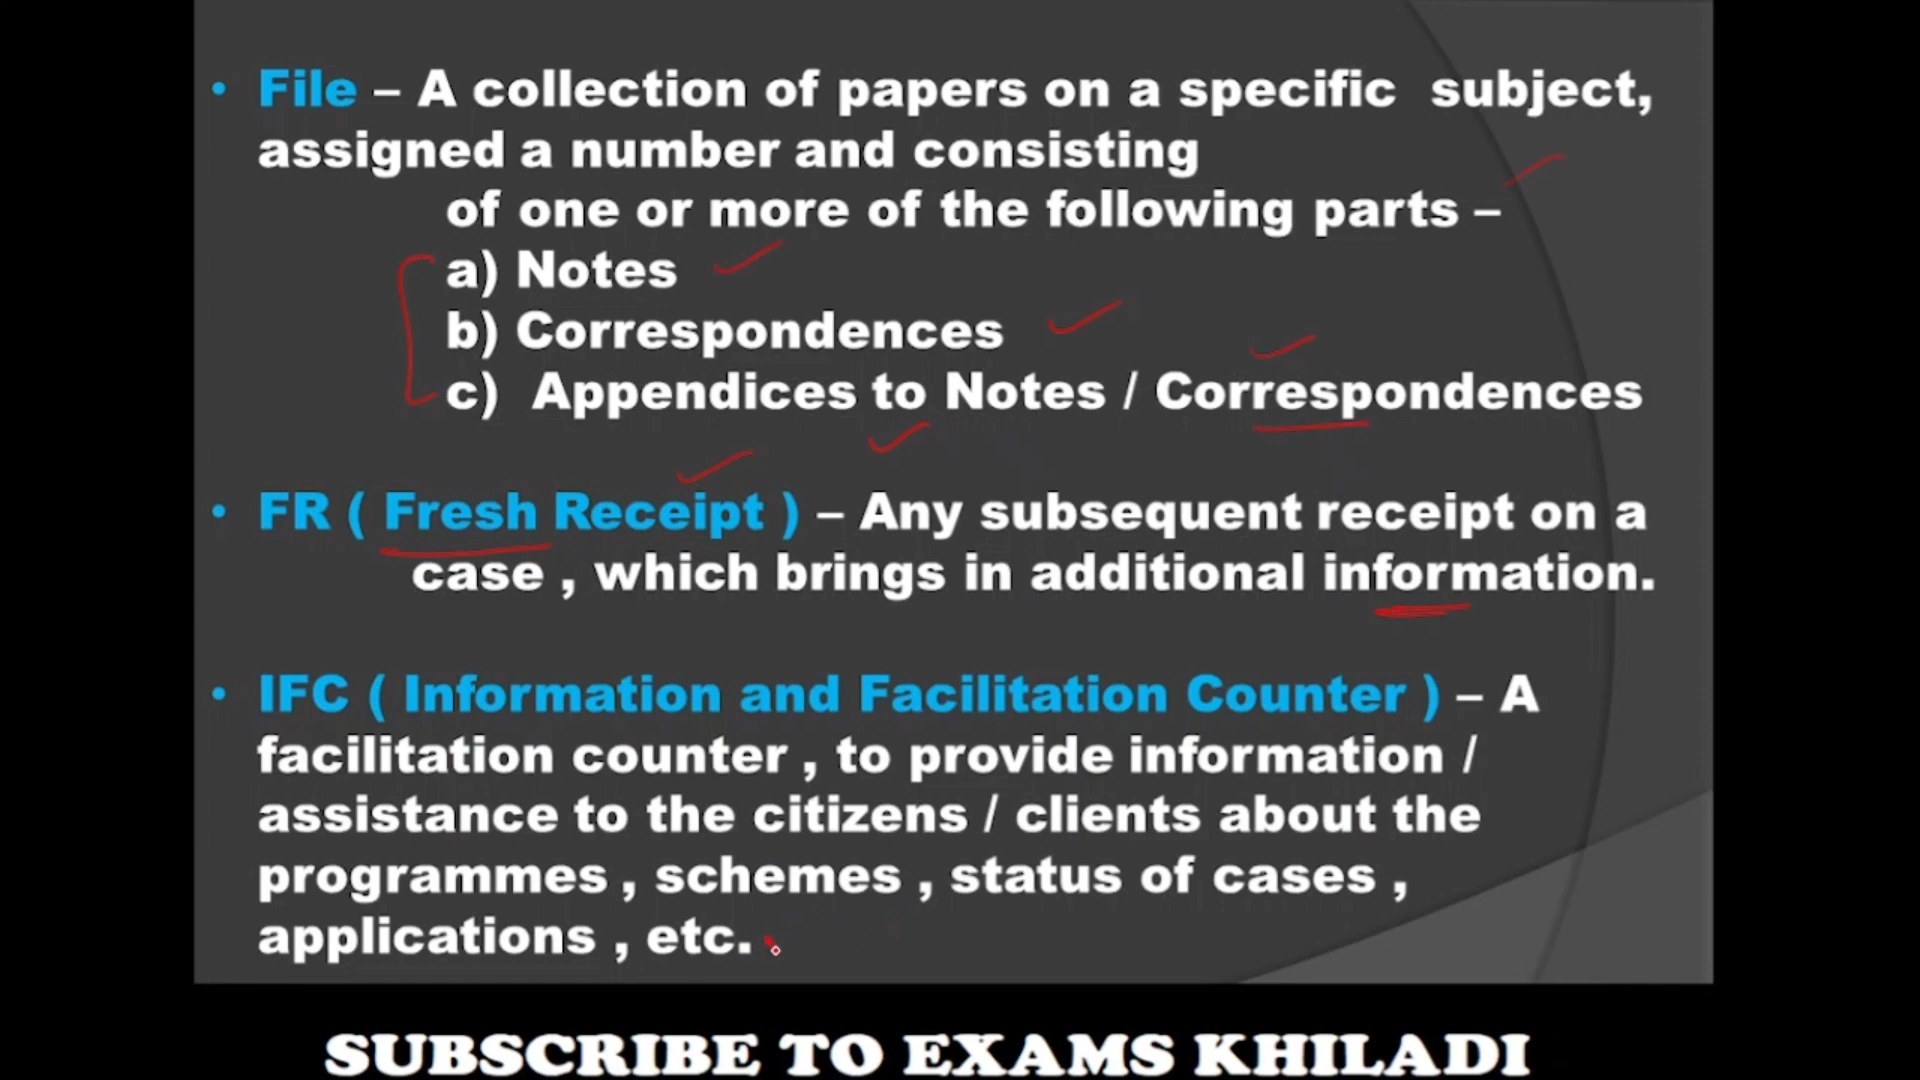 • File – A collection of papers on a specific subject,
assigned a number and consisting
of one or more of the following parts –
a) Notes
b) Correspondences
c) Appendices to Notes / Correspondences
• FR ( Fresh Receipt ) – Any subsequent receipt on a
case , which brings in additional information.
• IFC ( Information and Facilitation Counter ) – A
facilitation counter , to provide information /
assistance to the citizens / clients about the
programmes , schemes , status of cases ,
applications , etc.
SUBSCRIBE TO EXAMS KHILADI